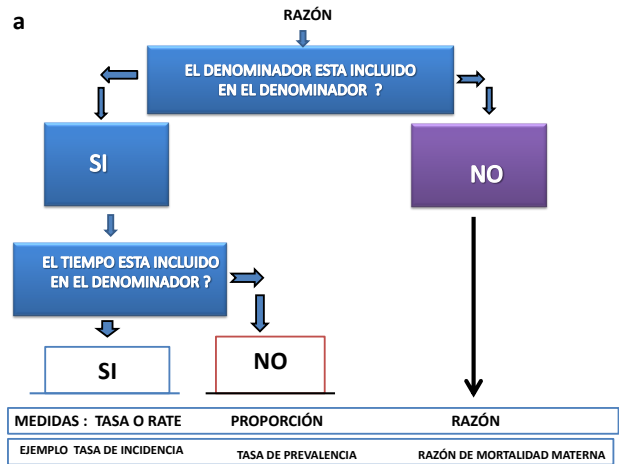 a
RAZÓN
EL DENOMINADOR ESTA INCLUIDO
EN EL DENOMINADOR ?
SI
NO
EL TIEMPO ESTA INCLUIDO
EN EL DENOMINADOR ?
SI
NO
MEDIDAS : TASA O RATE PROPORCIÓN RAZÓN
EJEMPLO TASA DE INCIDENCIA TASA DE PREVALENCIA RAZÓN DE MORTALIDAD MATERNA